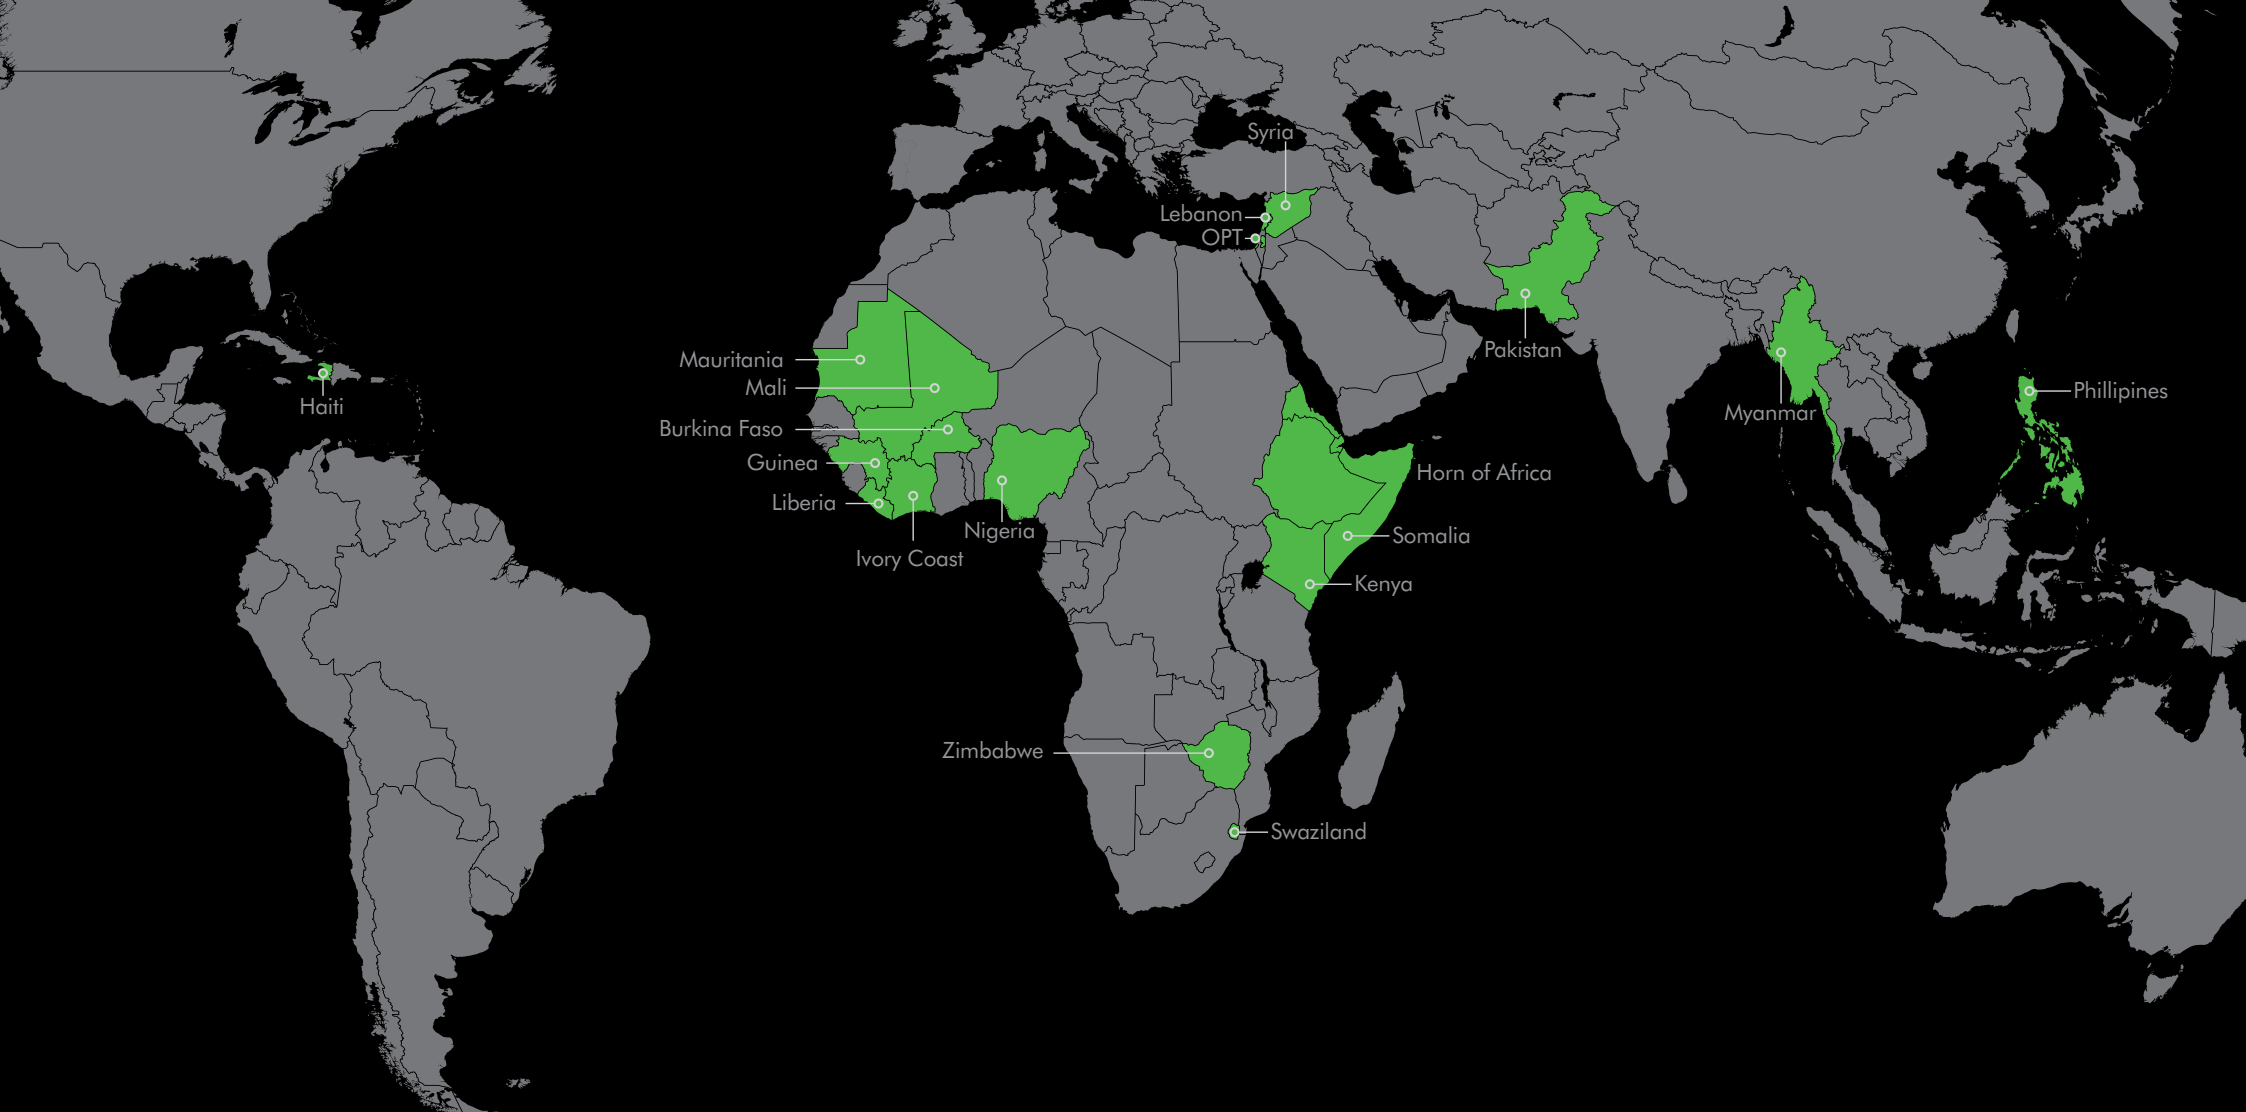 Syria
Lebanon
OPT
Pakistan
Mauritania
Mali
Haiti
Burkina Faso
Guinea
Liberia
Nigeria
Ivory Coast
Horn of Africa
Somalia
Kenya
Myanmar
Phillipines
Zimbabwe
Swaziland